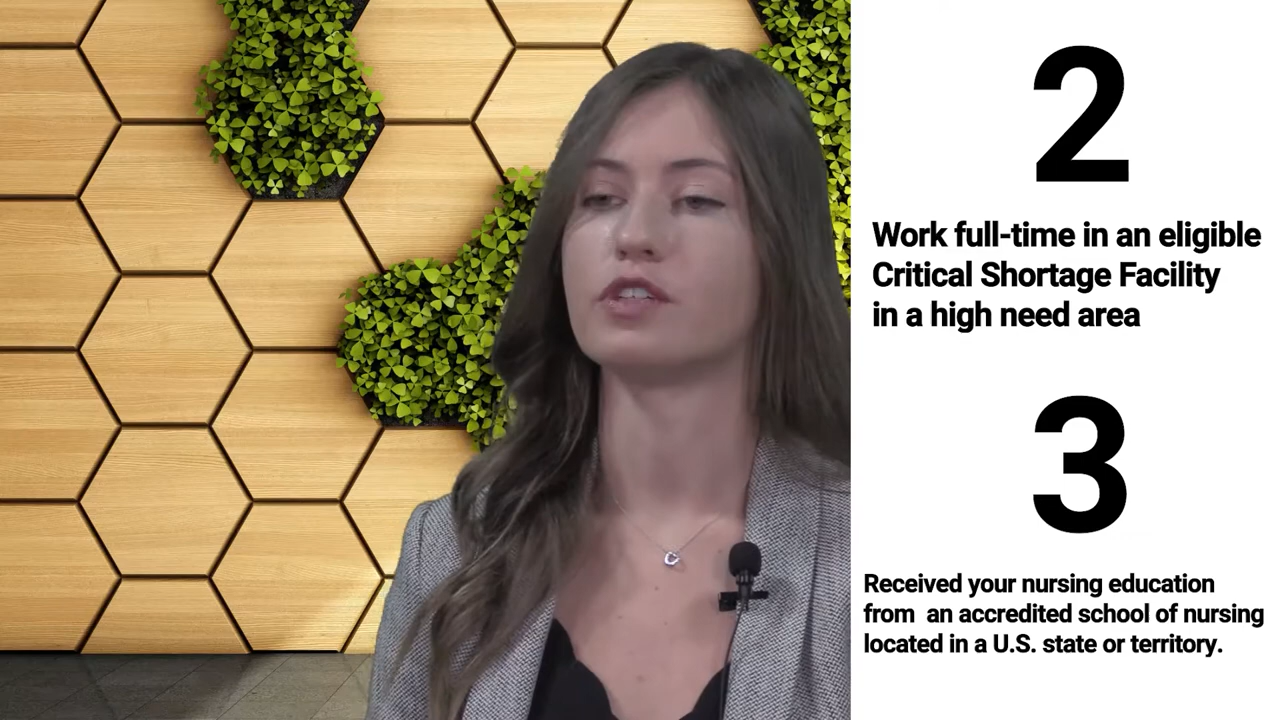 2
Work full-time in an eligible
Critical Shortage Facility
in a high need area
3
Received your nursing education
from  an accredited school of nursing
located in a U.S. state or territory.